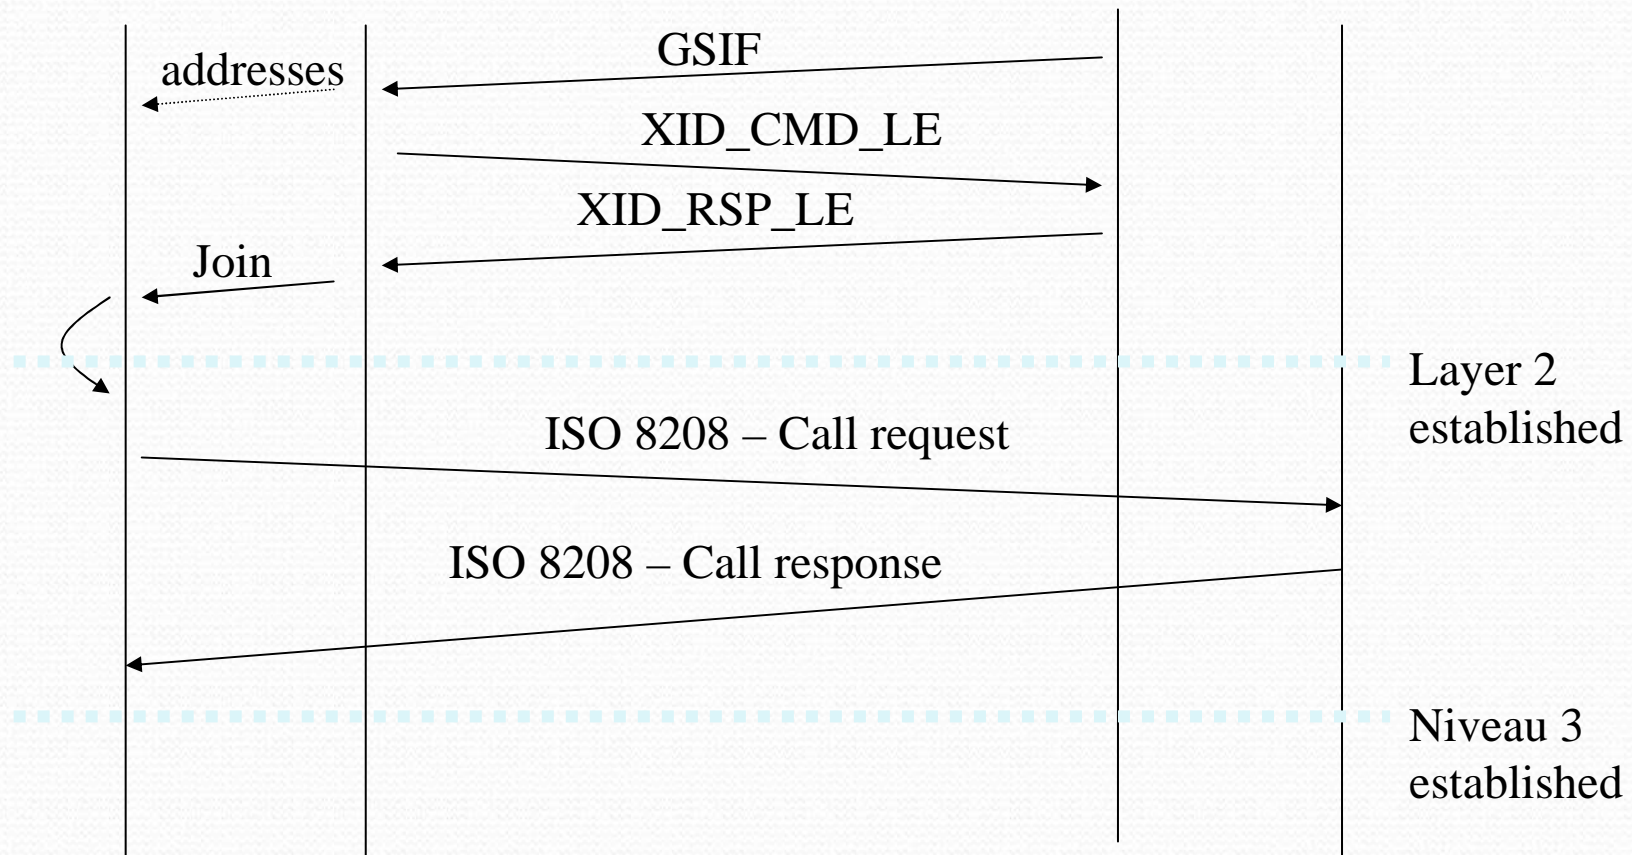 GSIF
addresses
XID_CMD_LE
XID_RSP_LE
Join
Layer 2
established
ISO 8208 – Call request
ISO 8208 – Call response
Niveau 3
established